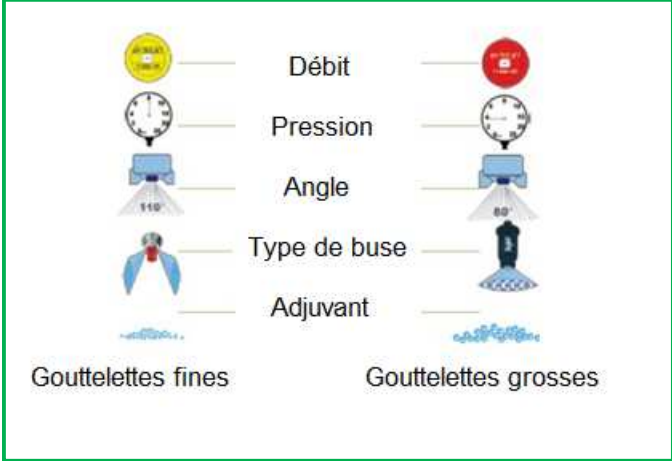 Débit
Pression
Angle
110°
80°
Type de buse
Adjuvant
Gouttelettes fines
Gouttelettes grosses